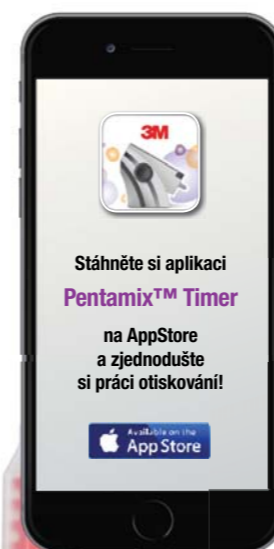 3M
Stáhněte si aplikaci
Pentamix™ Timer
na AppStore
a zjednodušte
si práci otiskování!
Available on the
App Store